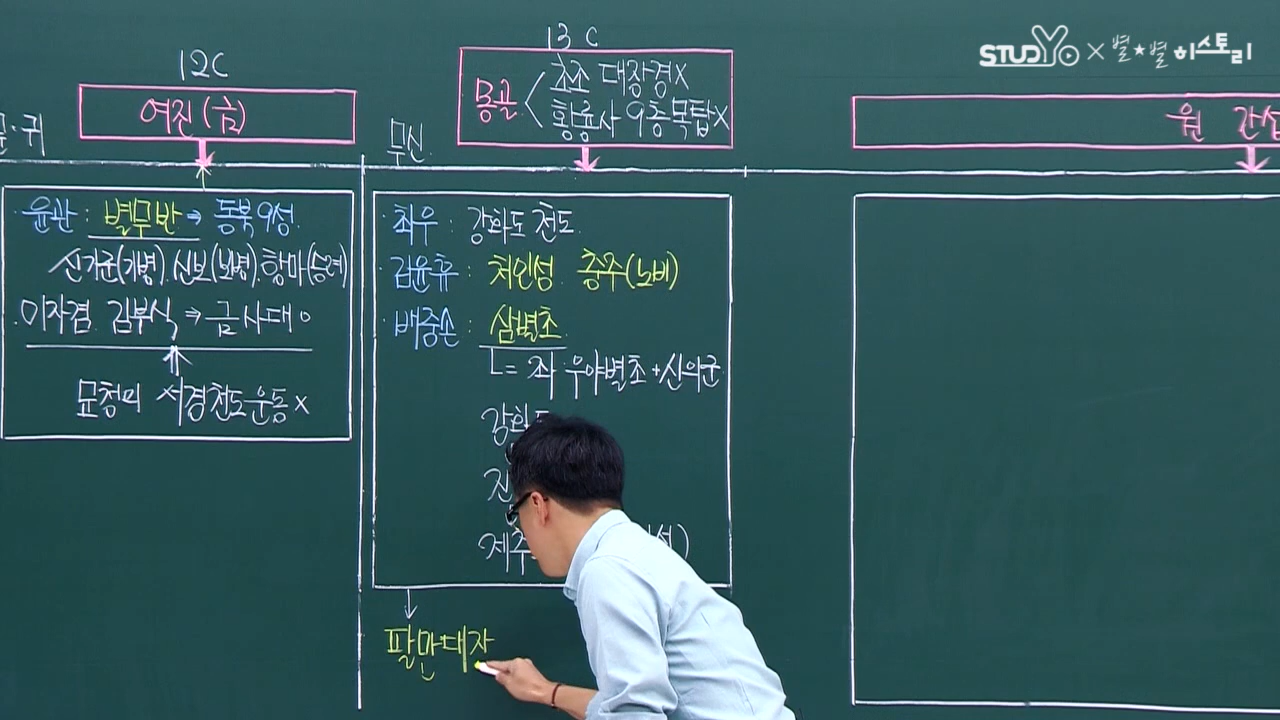 STUDYo × 별★별 히스토리
12C
여진(금)
문·귀
윤관 : 별무반 → 동북 9성
신기군(기병), 신보(보병), 항마(승려)
이자겸 김부식 → 금 사대 o
묘청의 서경천도운동 x
13 C
몽골
초조 대장경 x
황룡사 9층목탑 x
무신
최우 : 강화도 천도
김윤후 : 처인성 충주(노비)
배중손 : 삼별초
= 좌 우야별초 + 신의군
강화
제주
팔만대자
원 간섭